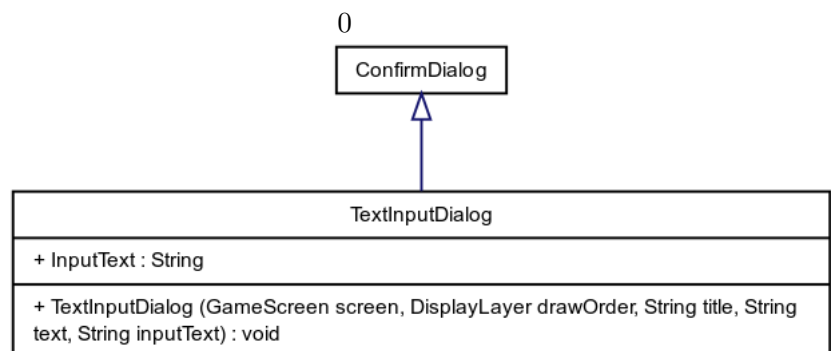 0
ConfirmDialog
TextInputDialog
+ InputText : String
+ TextInputDialog (GameScreen screen, DisplayLayer drawOrder, String title, String
text, String inputText) : void